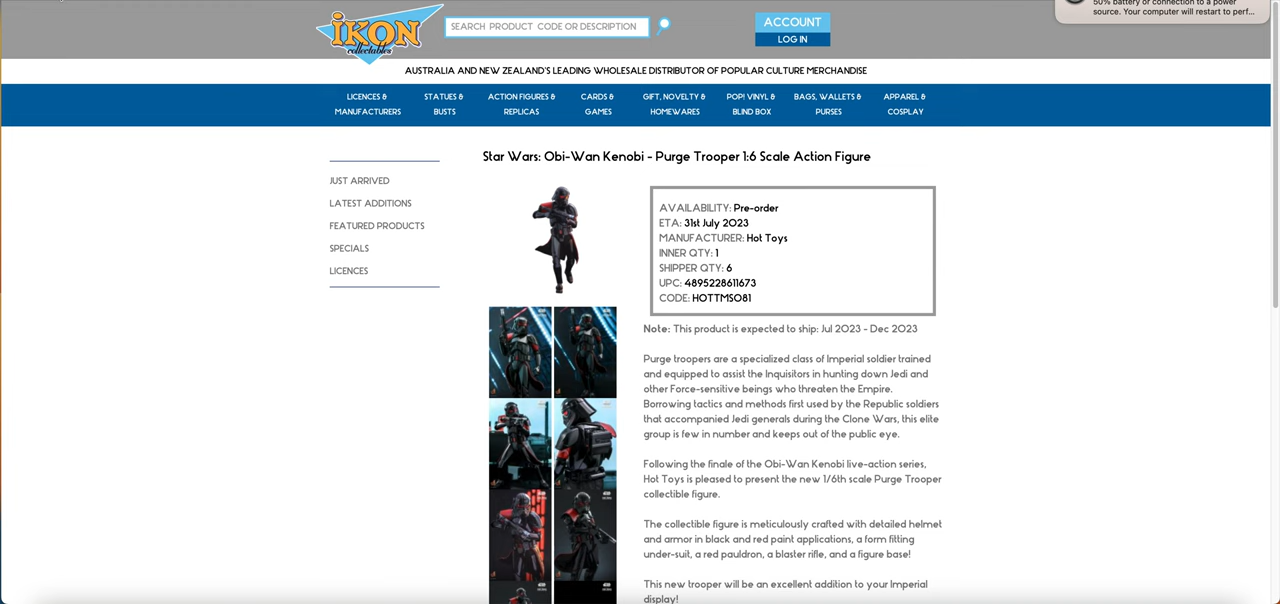 50% battery or connection to a power
source. Your computer will restart to perf...
iKON
collectables
SEARCH PRODUCT CODE OR DESCRIPTION
ACCOUNT
LOG IN
AUSTRALIA AND NEW ZEALAND'S LEADING WHOLESALE DISTRIBUTOR OF POPULAR CULTURE MERCHANDISE
LICENCES &
MANUFACTURERS
STATUES &
BUSTS
ACTION FIGURES &
REPLICAS
CARDS &
GAMES
GIFT, NOVELTY &
HOMEWARES
POP! VINYL &
BLIND BOX
BAGS, WALLETS &
PURSES
APPAREL &
COSPLAY
JUST ARRIVED
LATEST ADDITIONS
FEATURED PRODUCTS
SPECIALS
LICENCES
Star Wars: Obi-Wan Kenobi - Purge Trooper 1:6 Scale Action Figure
AVAILABILITY: Pre-order
ETA: 31st July 2023
MANUFACTURER: Hot Toys
INNER QTY: 1
SHIPPER QTY: 6
UPC: 4895228611673
CODE: HOTTMS081
Note: This product is expected to ship: Jul 2023 - Dec 2023
Purge troopers are a specialized class of Imperial soldier trained
and equipped to assist the Inquisitors in hunting down Jedi and
other Force-sensitive beings who threaten the Empire.
Borrowing tactics and methods first used by the Republic soldiers
that accompanied Jedi generals during the Clone Wars, this elite
group is few in number and keeps out of the public eye.
Following the finale of the Obi-Wan Kenobi live-action series,
Hot Toys is pleased to present the new 1/6th scale Purge Trooper
collectible figure.
The collectible figure is meticulously crafted with detailed helmet
and armor in black and red paint applications, a form fitting
under-suit, a red pauldron, a blaster rifle, and a figure base!
This new trooper will be an excellent addition to your Imperial
display!